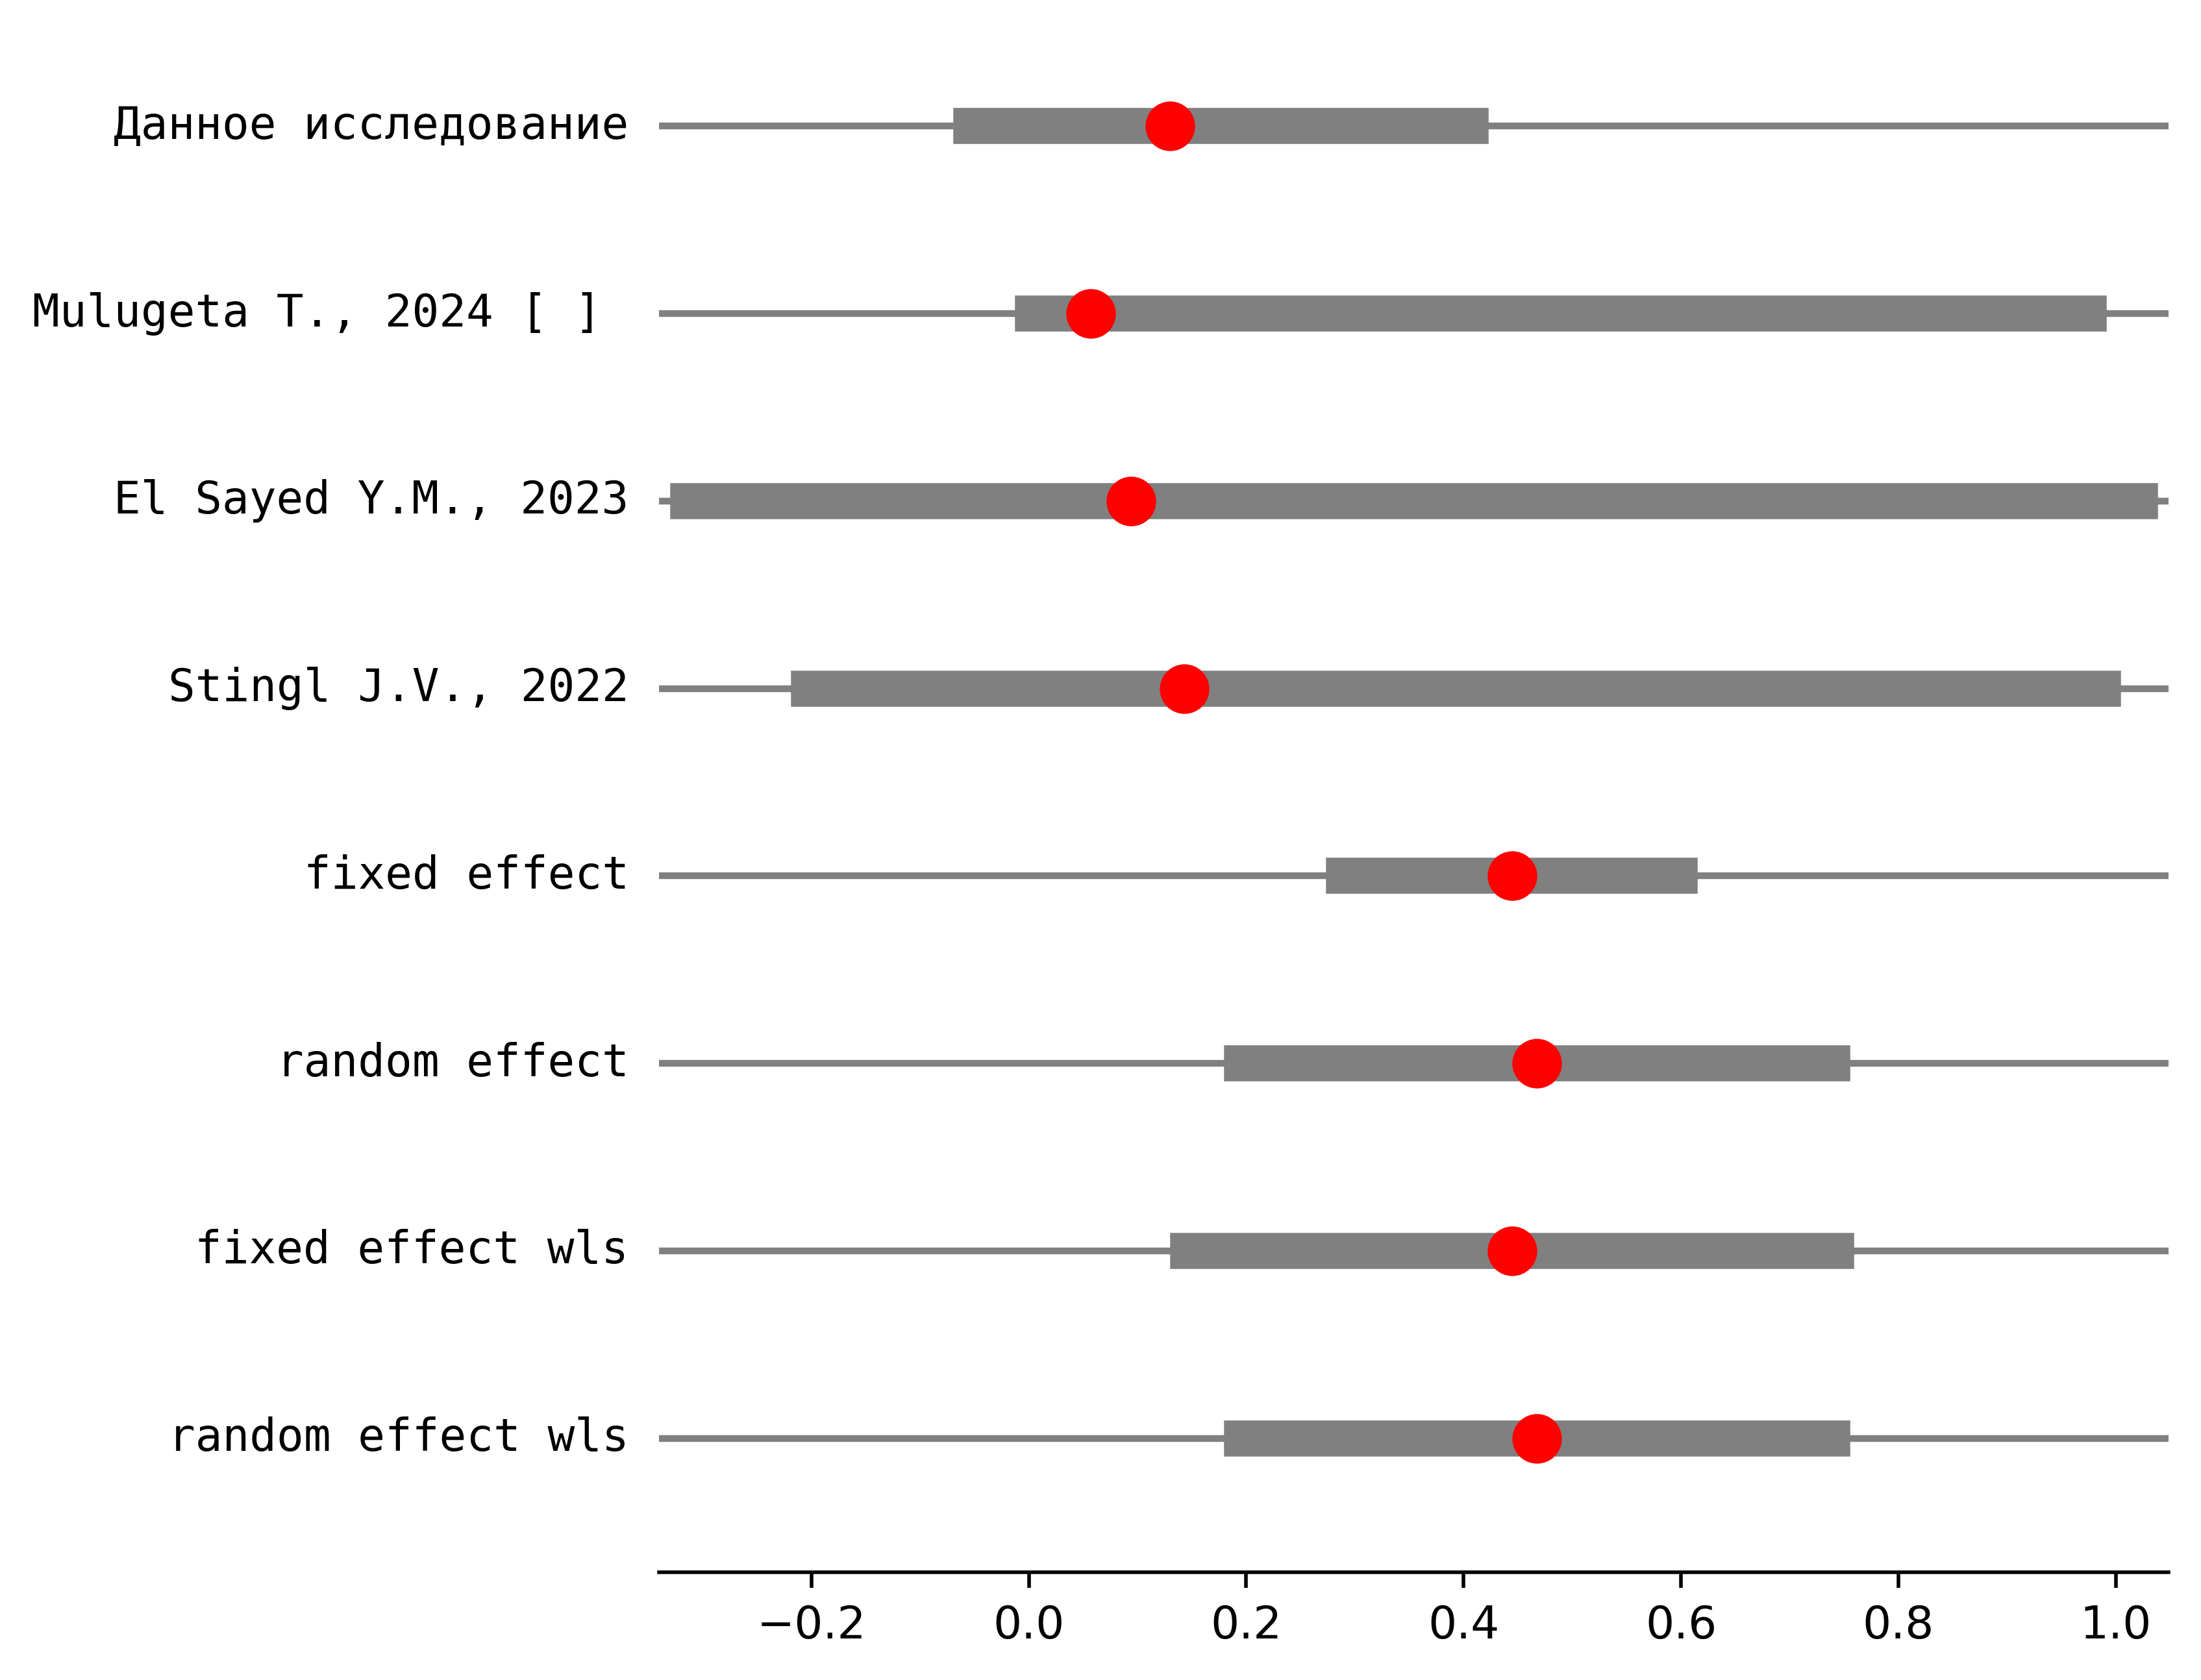 Данное исследование
Mulugeta T., 2024 [ ]
El Sayed Y.M., 2023
Stingl J.V., 2022
fixed effect
random effect
fixed effect wls
random effect wls
−0.2 0.0 0.2 0.4 0.6 0.8 1.0